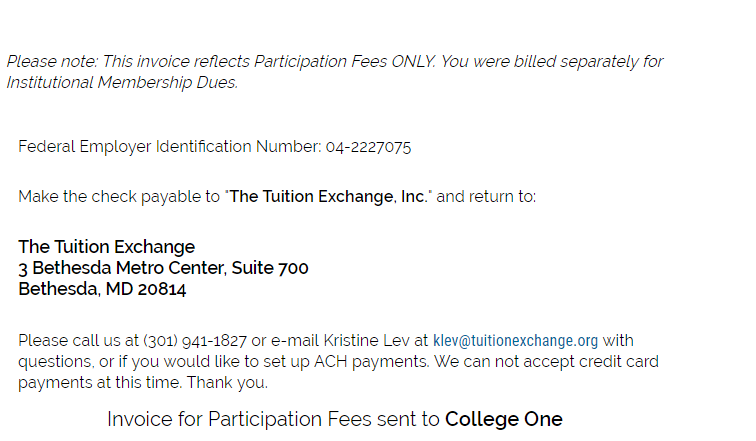 Please note: This invoice reflects Participation Fees ONLY. You were billed separately for
Institutional Membership Dues.
Federal Employer Identification Number: 04-2227075
Make the check payable to "The Tuition Exchange, Inc." and return to:
The Tuition Exchange
3 Bethesda Metro Center, Suite 700
Bethesda, MD 20814
Please call us at (301) 941-1827 or e-mail Kristine Lev at klev@tuitionexchange.org with
questions, or if you would like to set up ACH payments. We can not accept credit card
payments at this time. Thank you.
Invoice for Participation Fees sent to College One